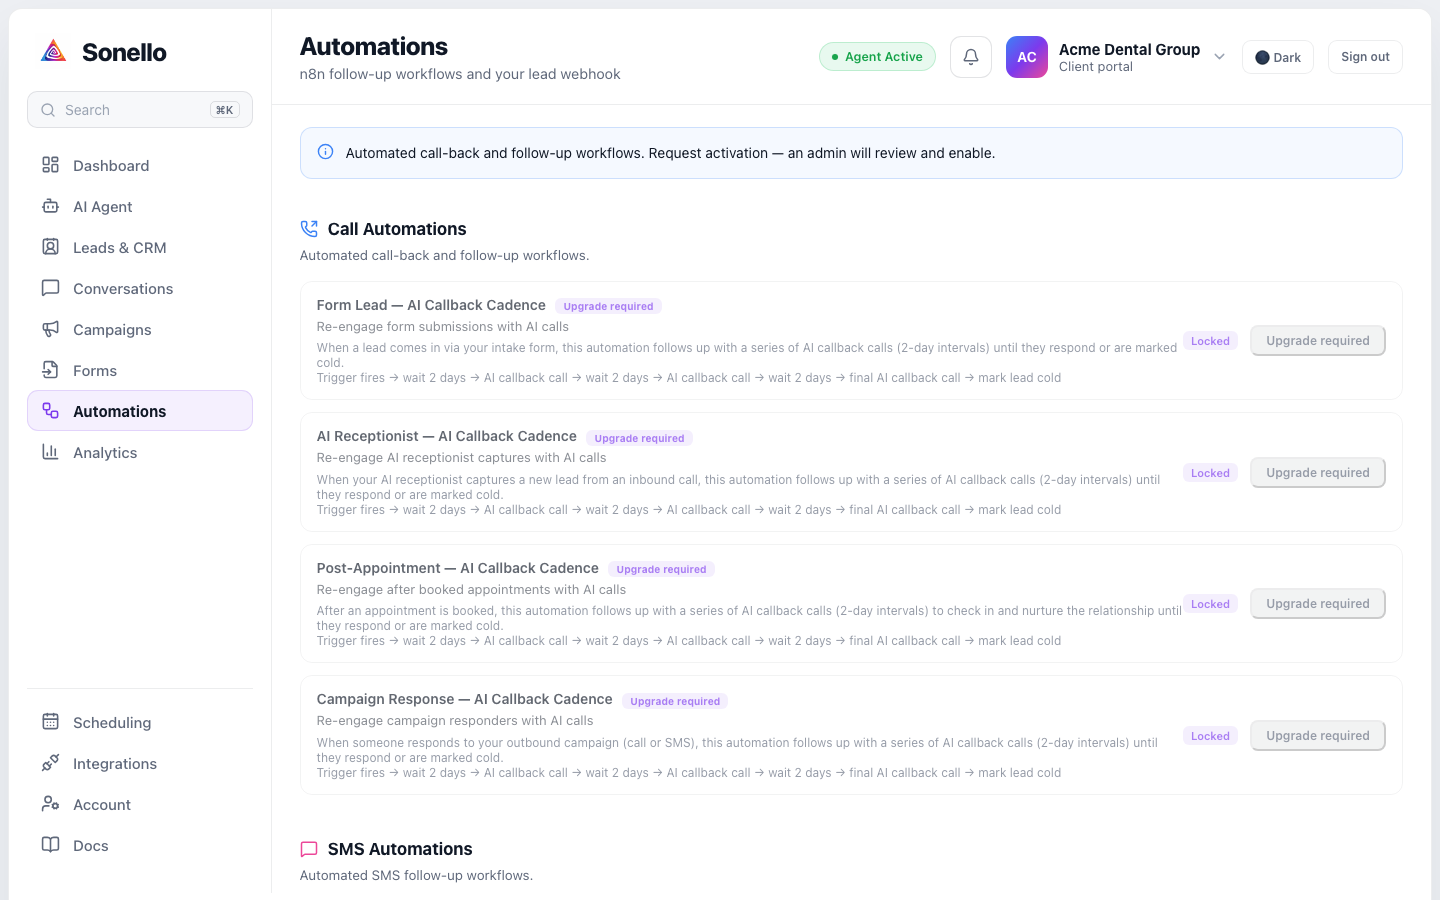 Sonello
Search
⌘K
Dashboard
AI Agent
Leads & CRM
Conversations
Campaigns
Forms
Automations
Analytics
Scheduling
Integrations
Account
Docs
Automations
n8n follow-up workflows and your lead webhook
Agent Active
AC
Acme Dental Group
Client portal
Dark
Sign out
Automated call-back and follow-up workflows. Request activation — an admin will review and enable.
Call Automations
Automated call-back and follow-up workflows.
Form Lead — AI Callback Cadence
Upgrade required
Re-engage form submissions with AI calls
When a lead comes in via your intake form, this automation follows up with a series of AI callback calls (2-day intervals) until they respond or are marked
cold.
Trigger fires → wait 2 days → AI callback call → wait 2 days → AI callback call → wait 2 days → final AI callback call → mark lead cold
Locked
Upgrade required
AI Receptionist — AI Callback Cadence
Upgrade required
Re-engage AI receptionist captures with AI calls
When your AI receptionist captures a new lead from an inbound call, this automation follows up with a series of AI callback calls (2-day intervals) until
they respond or are marked cold.
Trigger fires → wait 2 days → AI callback call → wait 2 days → AI callback call → wait 2 days → final AI callback call → mark lead cold
Locked
Upgrade required
Post-Appointment — AI Callback Cadence
Upgrade required
Re-engage after booked appointments with AI calls
After an appointment is booked, this automation follows up with a series of AI callback calls (2-day intervals) to check in and nurture the relationship until
they respond or are marked cold.
Trigger fires → wait 2 days → AI callback call → wait 2 days → AI callback call → wait 2 days → final AI callback call → mark lead cold
Locked
Upgrade required
Campaign Response — AI Callback Cadence
Upgrade required
Re-engage campaign responders with AI calls
When someone responds to your outbound campaign (call or SMS), this automation follows up with a series of AI callback calls (2-day intervals) until
they respond or are marked cold.
Trigger fires → wait 2 days → AI callback call → wait 2 days → AI callback call → wait 2 days → final AI callback call → mark lead cold
Locked
Upgrade required
SMS Automations
Automated SMS follow-up workflows.